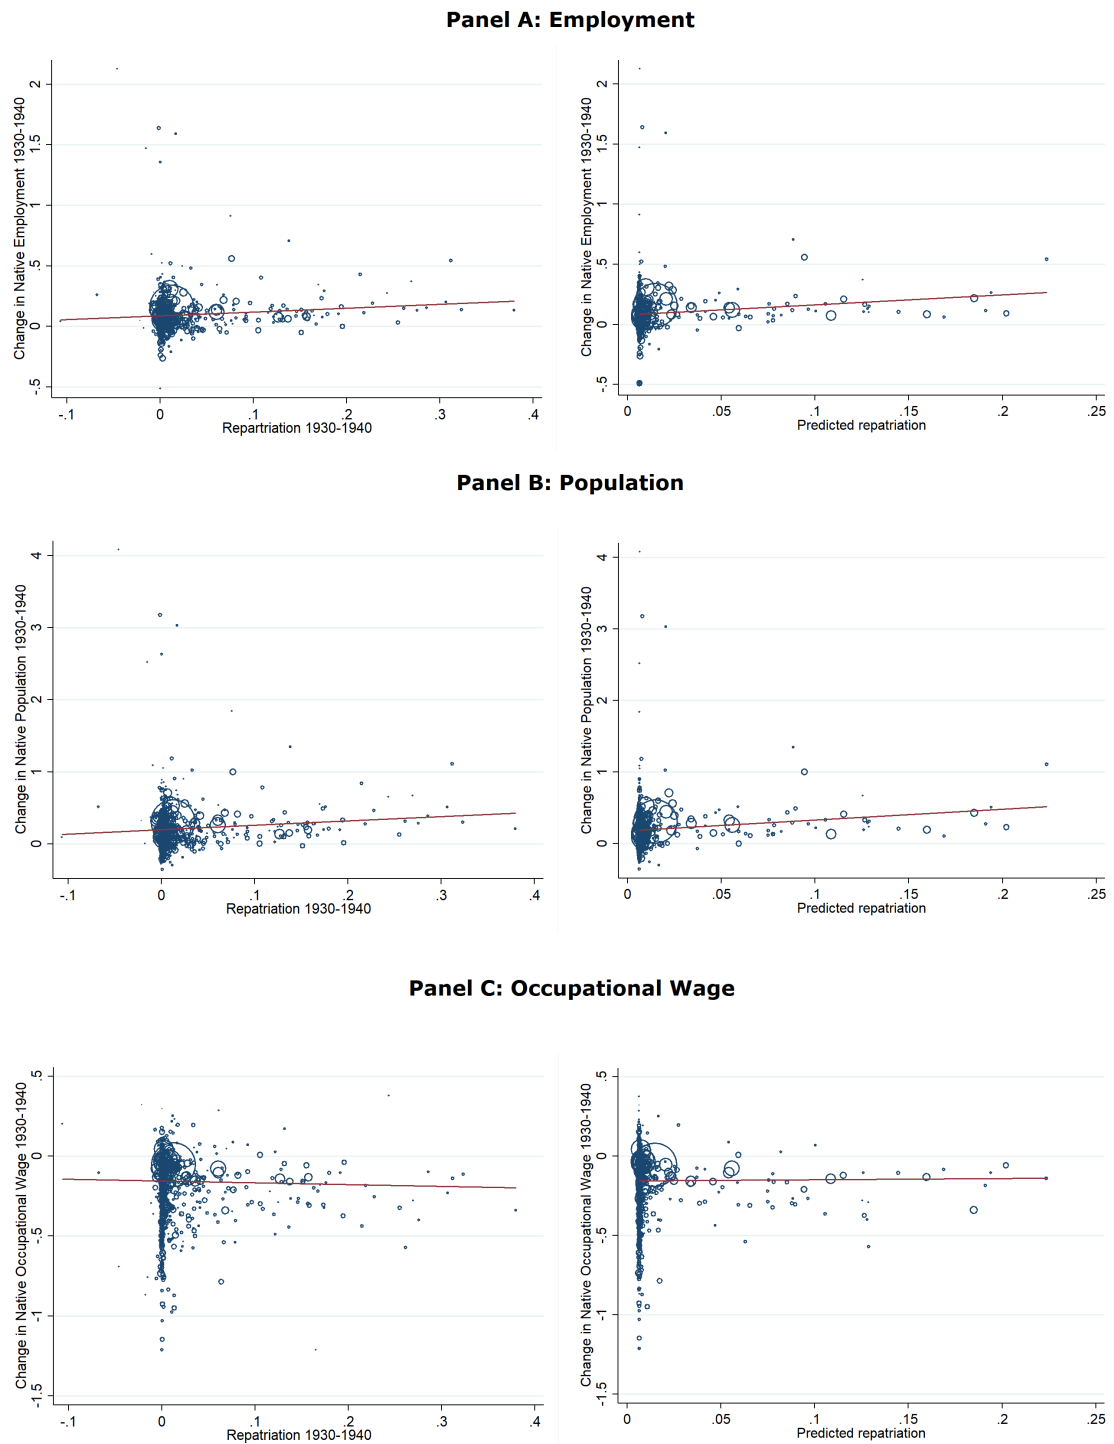 Panel A: Employment
Change in Native Employment 1930-1940
2
1.5
1
.5
0
-.5
-.1 0 .1 .2 .3 .4
Repartriation 1930-1940
Change in Native Employment 1930-1940
2
1.5
1
.5
0
-.5
0 .05 .1 .15 .2 .25
Predicted repatriation
Panel B: Population
Change in Native Population 1930-1940
4
3
2
1
0
-.1 0 .1 .2 .3 .4
Repatriation 1930-1940
Change in Native Population 1930-1940
4
3
2
1
0
0 .05 .1 .15 .2 .25
Predicted repatriation
Panel C: Occupational Wage
Change in Native Occupational Wage 1930-1940
.5
0
-.5
-1
-1.5
-.1 0 .1 .2 .3 .4
Repatriation 1930-1940
Change in Native Occupational Wage 1930-1940
.5
0
-.5
-1
-1.5
0 .05 .1 .15 .2 .25
Predicted repatriation